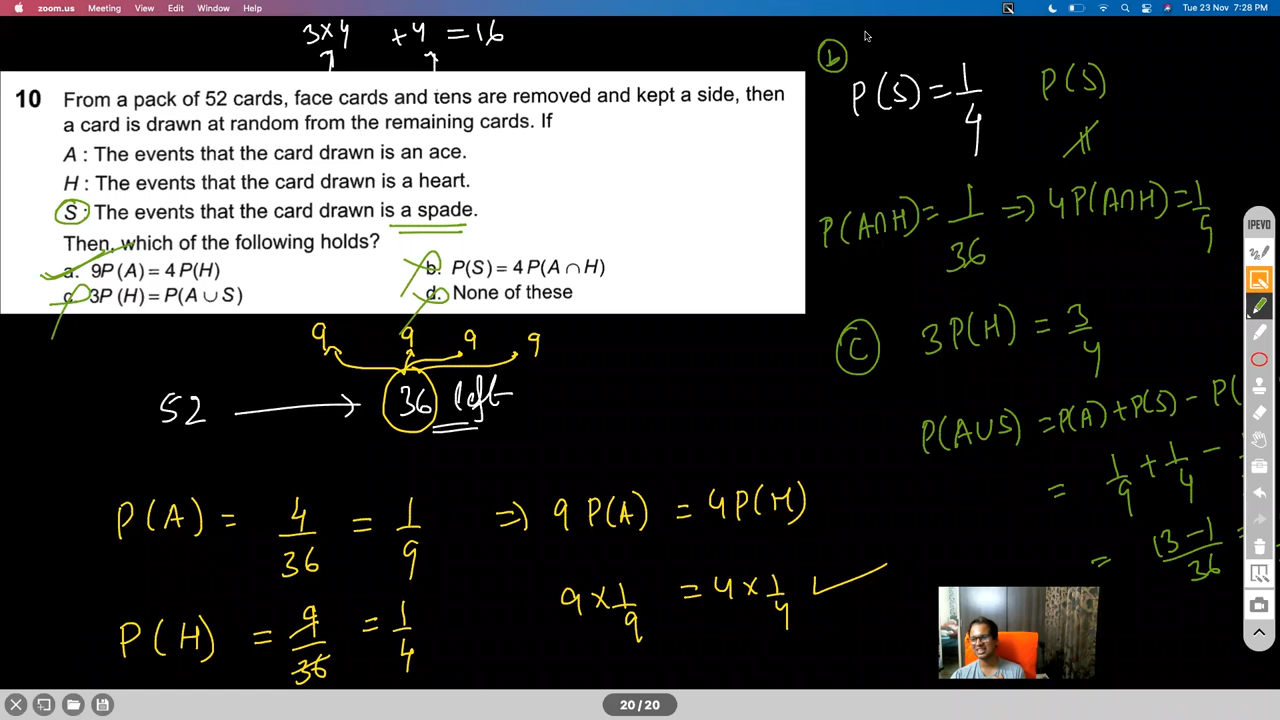 zoom.us Meeting View Edit Window Help Tue 23 Nov 7:28 PM
3×4 + 4 = 16
10 From a pack of 52 cards, face cards and tens are removed and kept a side, then
a card is drawn at random from the remaining cards. If
A : The events that the card drawn is an ace.
H : The events that the card drawn is a heart.
S : The events that the card drawn is a spade.
Then, which of the following holds?
a. 9P (A) = 4 P(H) b. P(S) = 4 P(A ∩ H)
c. 3P (H) = P(A ∪ S) d. None of these
9 9 9 9
52 → 36 left
P(A) = 4/36 = 1/9 ⇒ 9 P(A) = 4P(H)
9 × 1/9 = 4 × 1/4
P(H) = 9/36 = 1/4
b P(S) = 1/4 P(S)
P(A∩H) = 1/36 ⇒ 4P(A∩H) = 1/9
C 3P(H) = 3/4
P(AUS) = P(A) + P(S) - P(
= 1/9 + 1/4 -
= 13-1/36 =
IPEVO
20 / 20